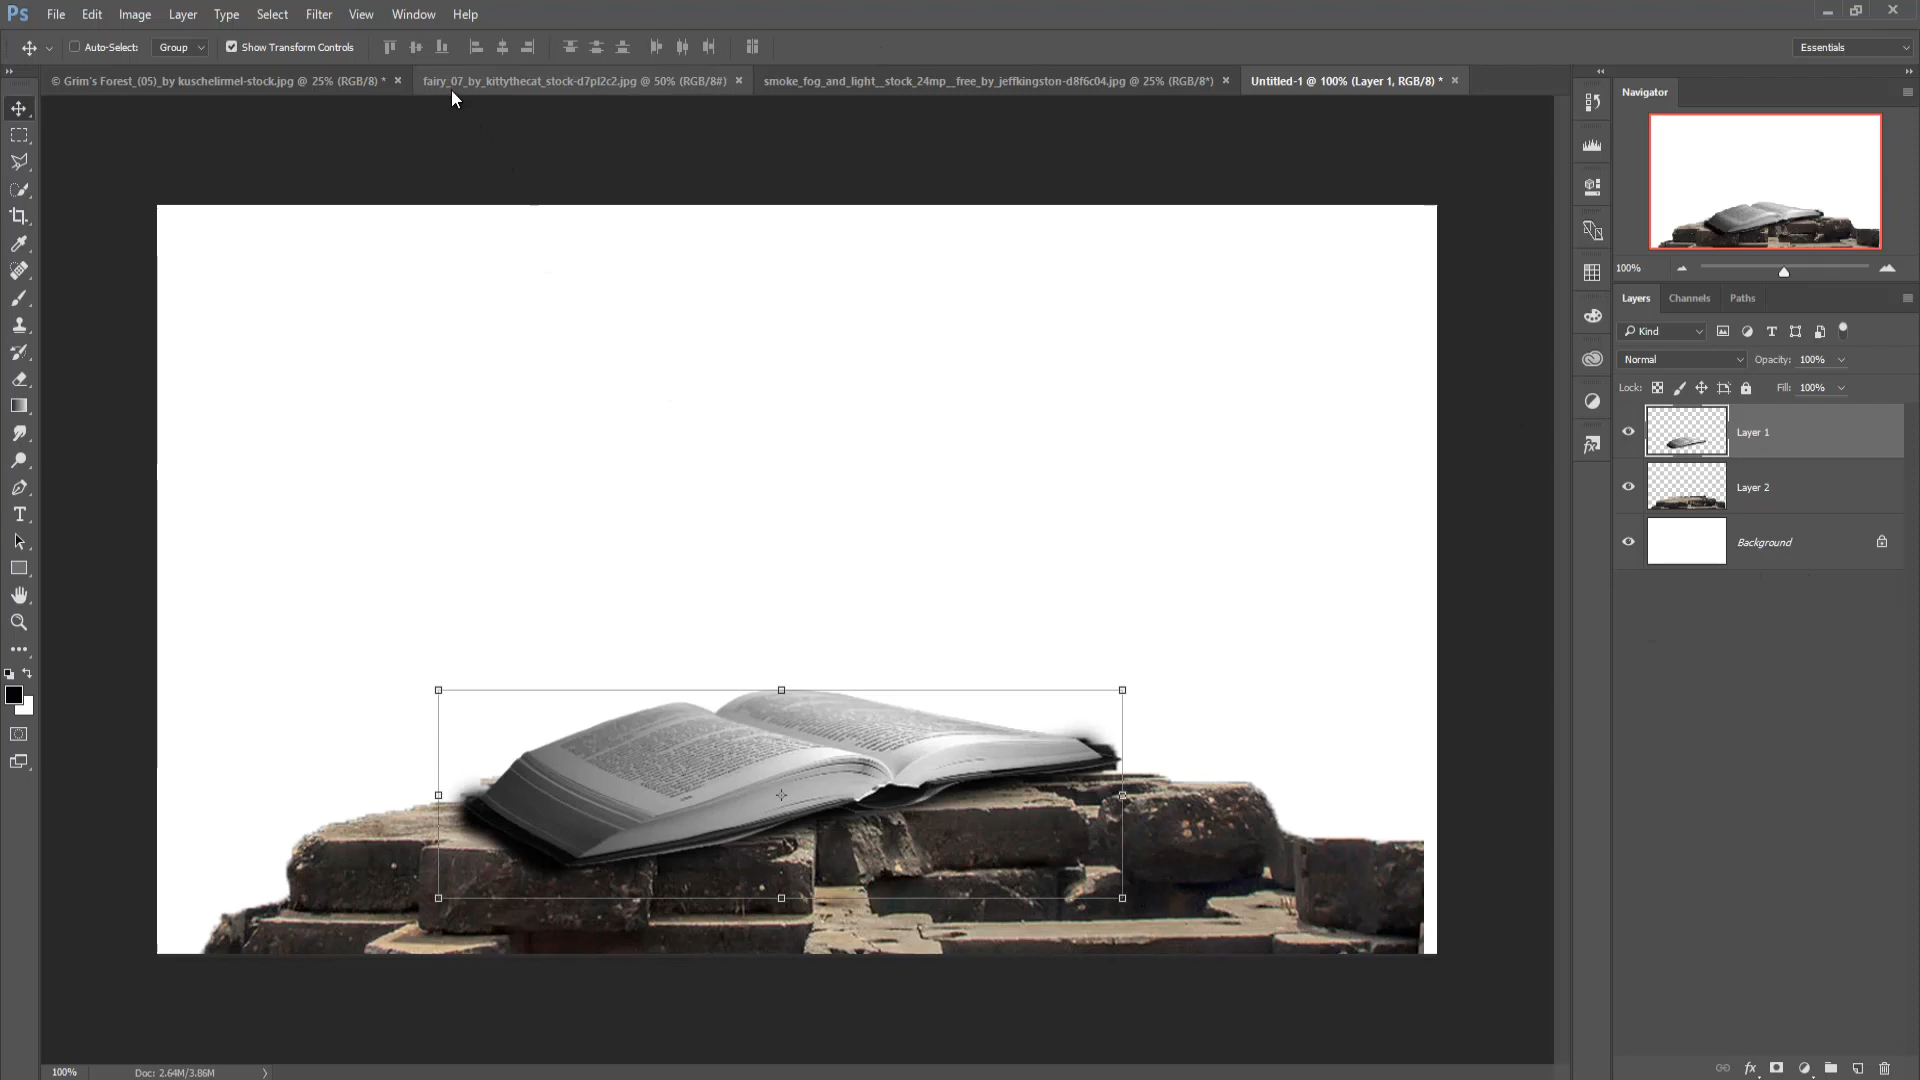 Ps File Edit Image Layer Type Select Filter View Window Help
Auto-Select: Group Show Transform Controls Essentials
© Grim's Forest_(05)_by kuschelirmel-stock.jpg @ 25% (RGB/8) * × fairy_07_by_kittythecat_stock-d7pl2c2.jpg @ 50% (RGB/8#) × smoke_fog_and_light__stock_24mp__free_by_jeffkingston-d8f6c04.jpg @ 25% (RGB/8*) × Untitled-1 @ 100% (Layer 1, RGB/8) * ×
Navigator
100%
Layers Channels Paths
Kind
Normal Opacity: 100%
Lock: Fill: 100%
Layer 1
Layer 2
Background
100% Doc: 2.64M/3.86M